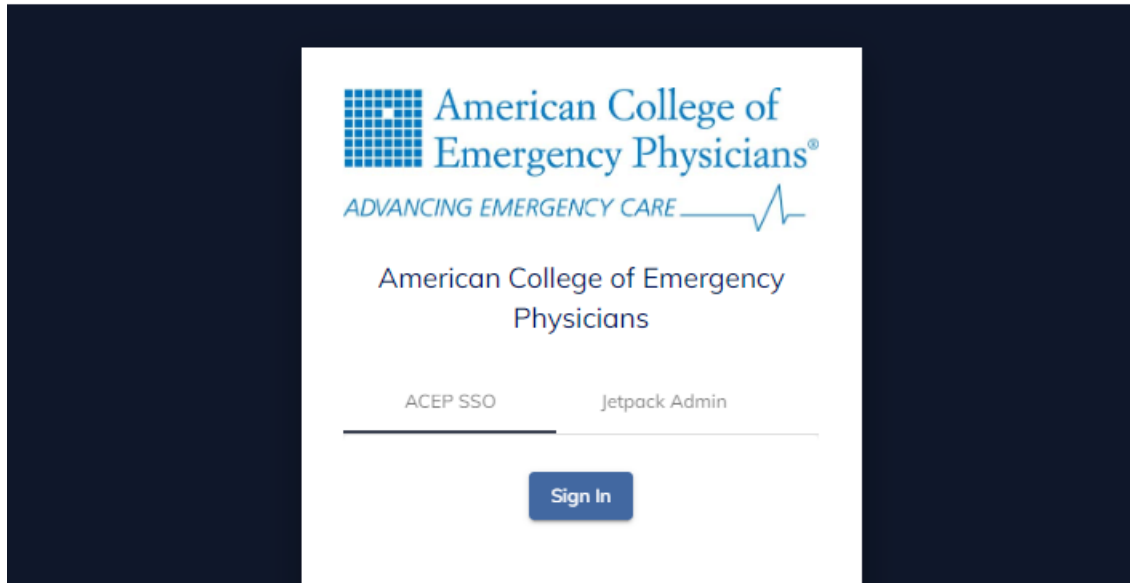 American College of
Emergency Physicians®
ADVANCING EMERGENCY CARE
American College of Emergency
Physicians
ACEP SSO Jetpack Admin
Sign In